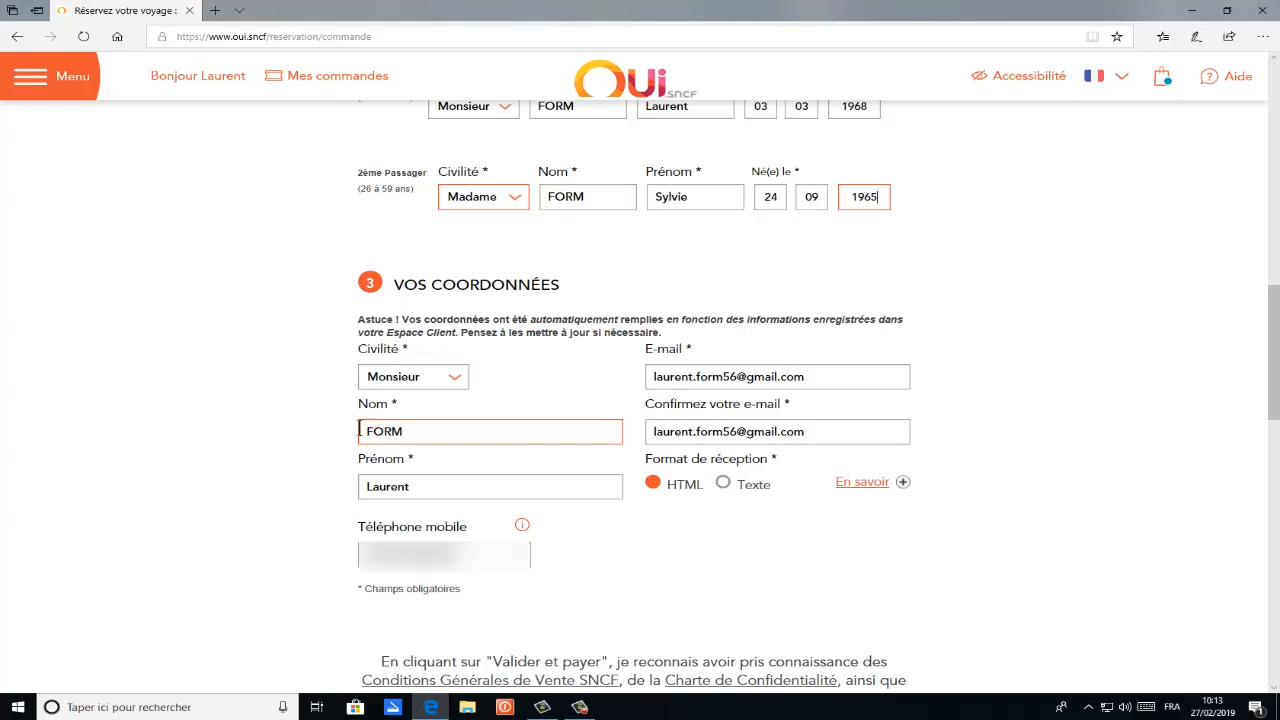 Réservez votre voyage :
https://www.oui.sncf/reservation/commande
Menu
Bonjour Laurent
Mes commandes
OUi.sncf
Accessibilité
Aide
Monsieur FORM Laurent 03 03 1968
2ème Passager
(26 à 59 ans)
Civilité * Nom * Prénom * Né(e) le *
Madame FORM Sylvie 24 09 1965
3 VOS COORDONNÉES
Astuce ! Vos coordonnées ont été automatiquement remplies en fonction des informations enregistrées dans
votre Espace Client. Pensez à les mettre à jour si nécessaire.
Civilité * E-mail *
Monsieur laurent.form56@gmail.com
Nom * Confirmez votre e-mail *
FORM laurent.form56@gmail.com
Prénom * Format de réception *
Laurent HTML Texte En savoir
Téléphone mobile
* Champs obligatoires
En cliquant sur "Valider et payer", je reconnais avoir pris connaissance des
Conditions Générales de Vente SNCF, de la Charte de Confidentialité, ainsi que
Taper ici pour rechercher
FRA
10:13
27/02/2019